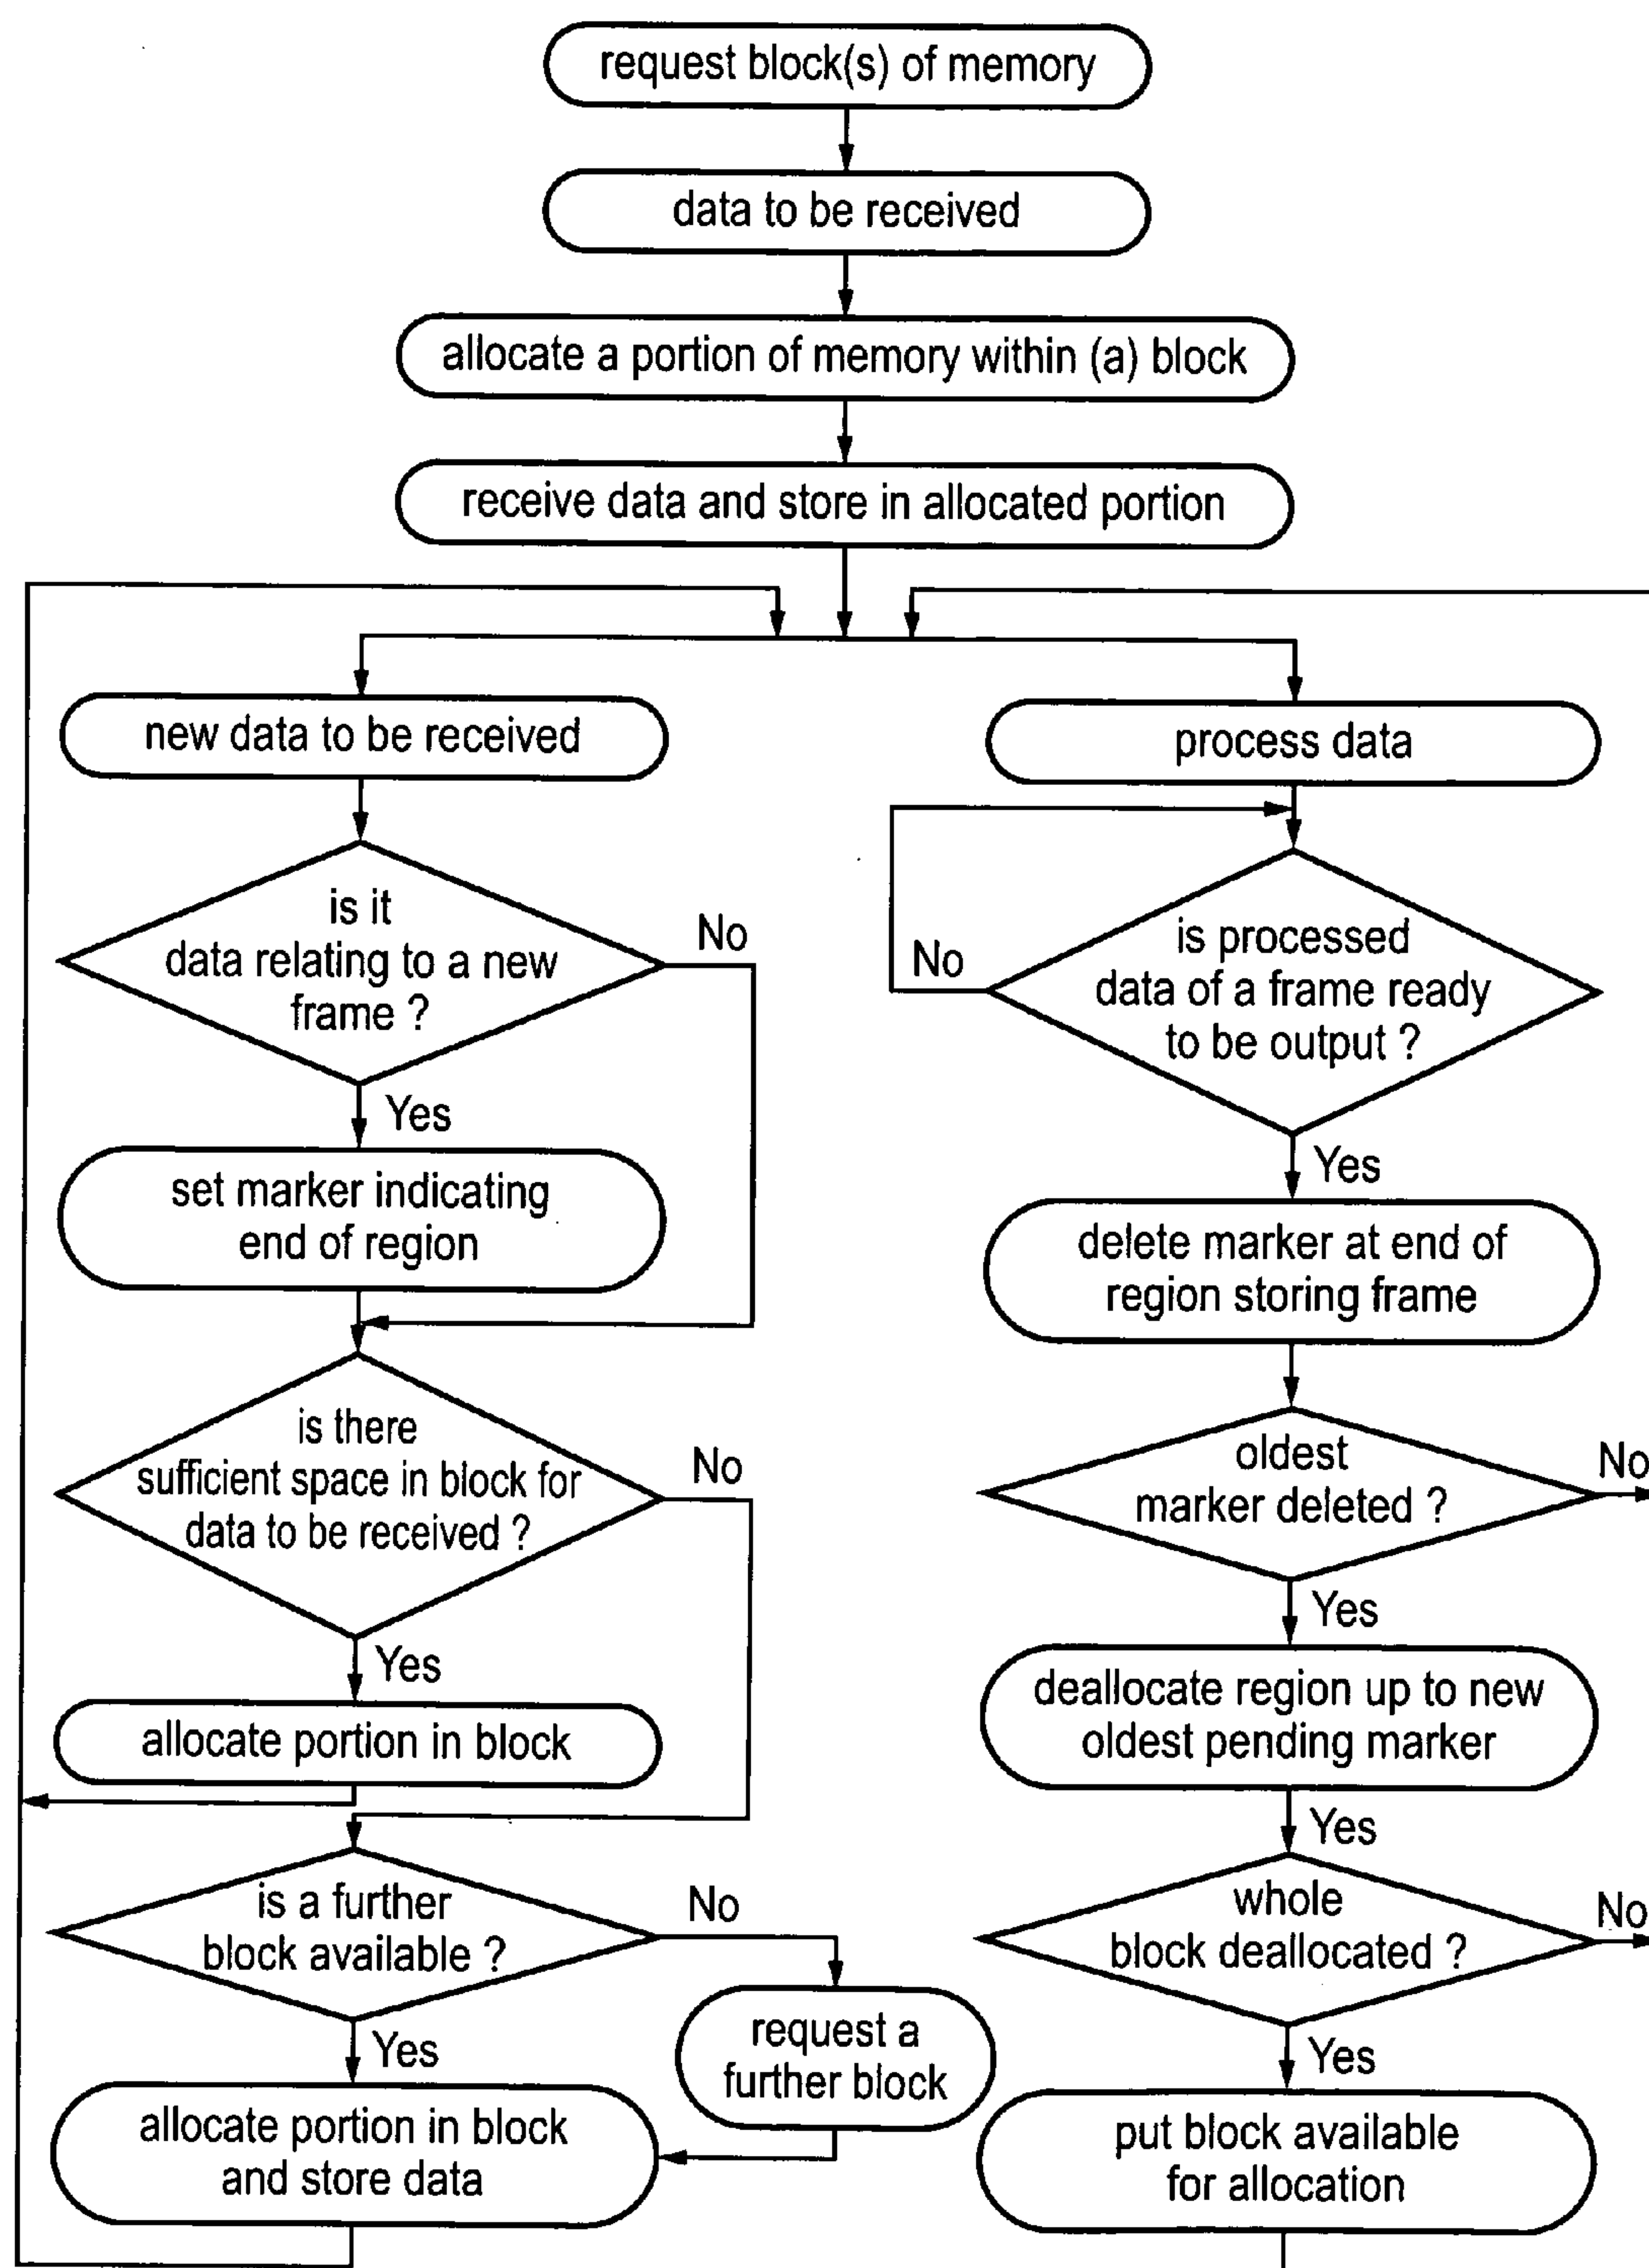 request block(s) of memory
data to be received
allocate a portion of memory within (a) block
receive data and store in allocated portion
new data to be received
is it
data relating to a new
frame ?
No
Yes
set marker indicating
end of region
is there
sufficient space in block for
data to be received ?
No
Yes
allocate portion in block
is a further
block available ?
No
request a
further block
Yes
allocate portion in block
and store data
process data
is processed
data of a frame ready
to be output ?
No
Yes
delete marker at end of
region storing frame
oldest
marker deleted ?
No
Yes
deallocate region up to new
oldest pending marker
Yes
whole
block deallocated ?
No
Yes
put block available
for allocation